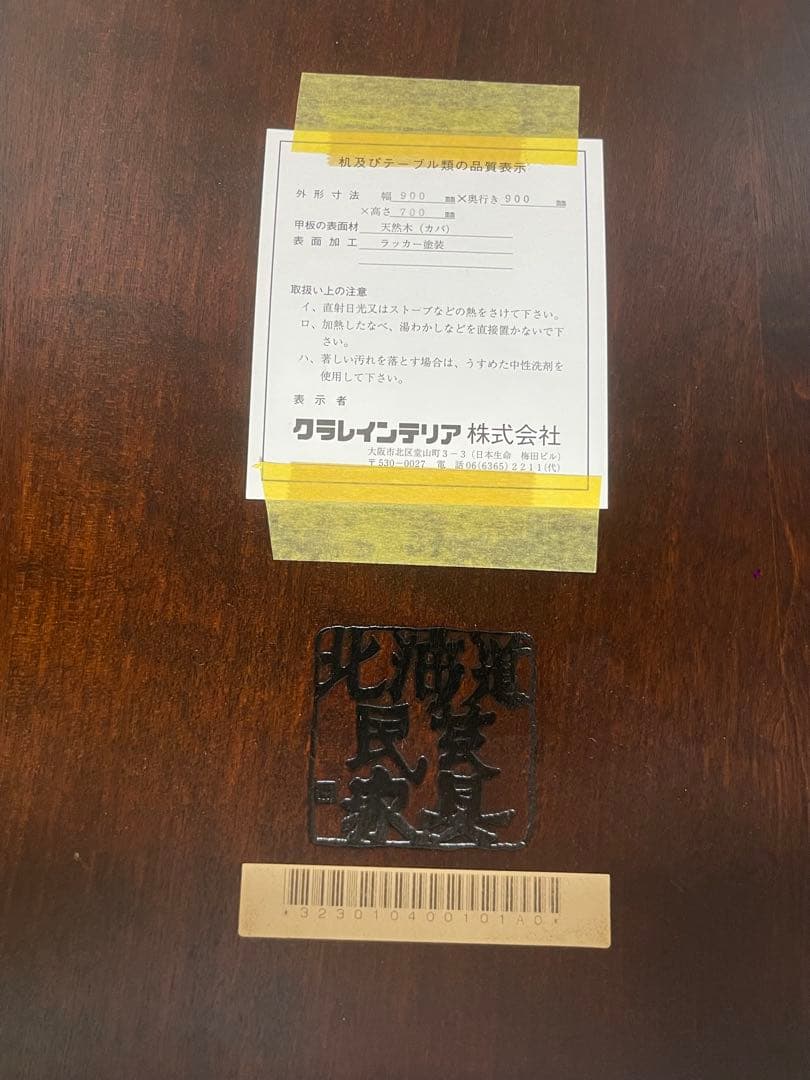 机及びテーブル類の品質表示
外形寸法 幅 900 ㎜×奥行き 900 ㎜
×高さ 700 ㎜
甲板の表面材 天然木（カバ）
表面加工 ラッカー塗装
取扱い上の注意
イ、直射日光又はストーブなどの熱をさけて下さい。
ロ、加熱したなべ、湯わかしなどを直接置かないで下
さい。
ハ、著しい汚れを落とす場合は、うすめた中性洗剤を
使用して下さい。
表示者
クラレインテリア株式会社
大阪市北区堂山町3－3（日本生命 梅田ビル）
〒530－0027 電話06(6365)2211(代)
北海道
民芸
家具
*323010400101A0*